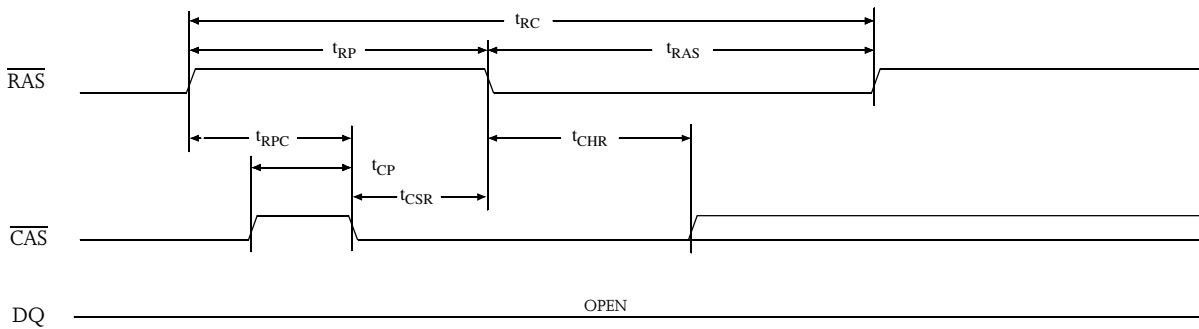 tRC
tRP
tRAS
RAS
tRPC
tCHR
tCP
tCSR
CAS
OPEN
DQ